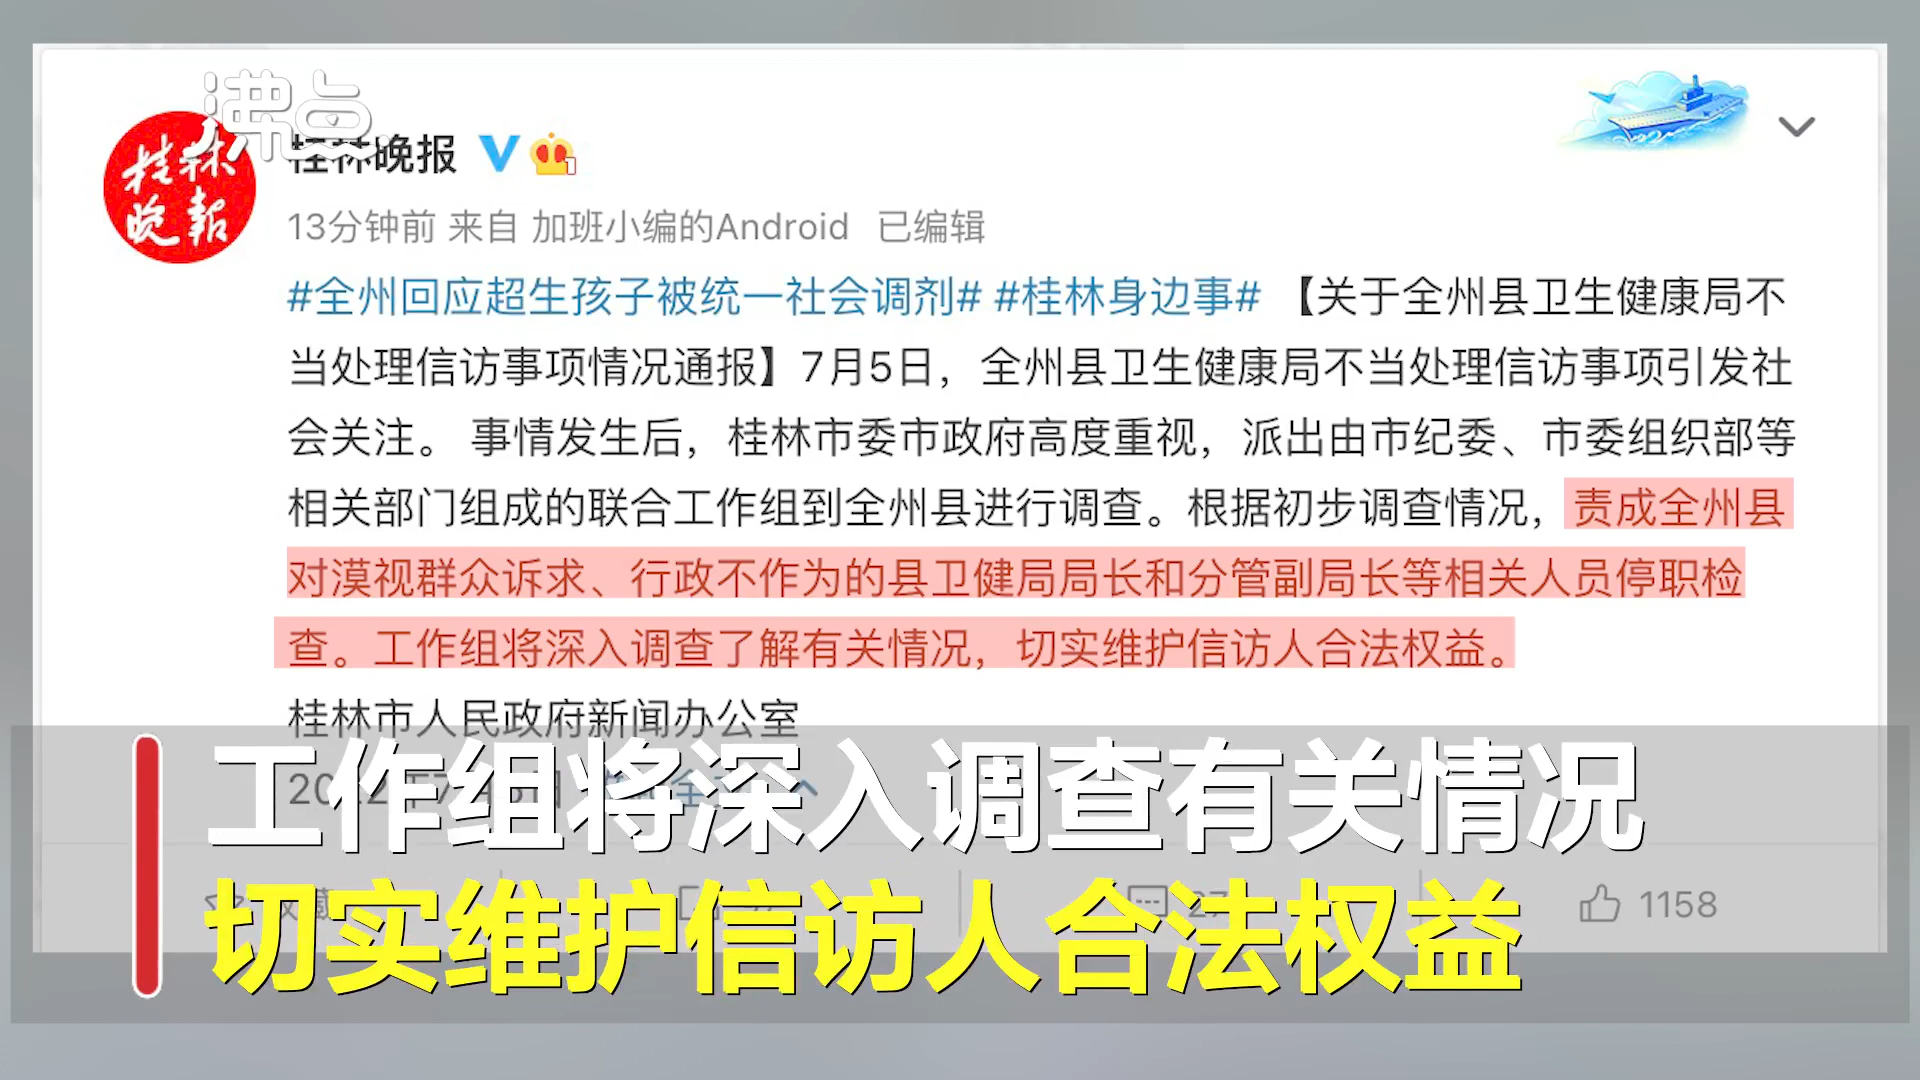 沸点
桂林晚报
桂林晚报
13分钟前 来自 加班小编的Android 已编辑
#全州回应超生孩子被统一社会调剂# #桂林身边事# 【关于全州县卫生健康局不
当处理信访事项情况通报】7月5日，全州县卫生健康局不当处理信访事项引发社
会关注。 事情发生后，桂林市委市政府高度重视，派出由市纪委、市委组织部等
相关部门组成的联合工作组到全州县进行调查。根据初步调查情况，责成全州县
对漠视群众诉求、行政不作为的县卫健局局长和分管副局长等相关人员停职检
查。工作组将深入调查了解有关情况，切实维护信访人合法权益。
桂林市人民政府新闻办公室
工作组将深入调查有关情况
切实维护信访人合法权益
1158